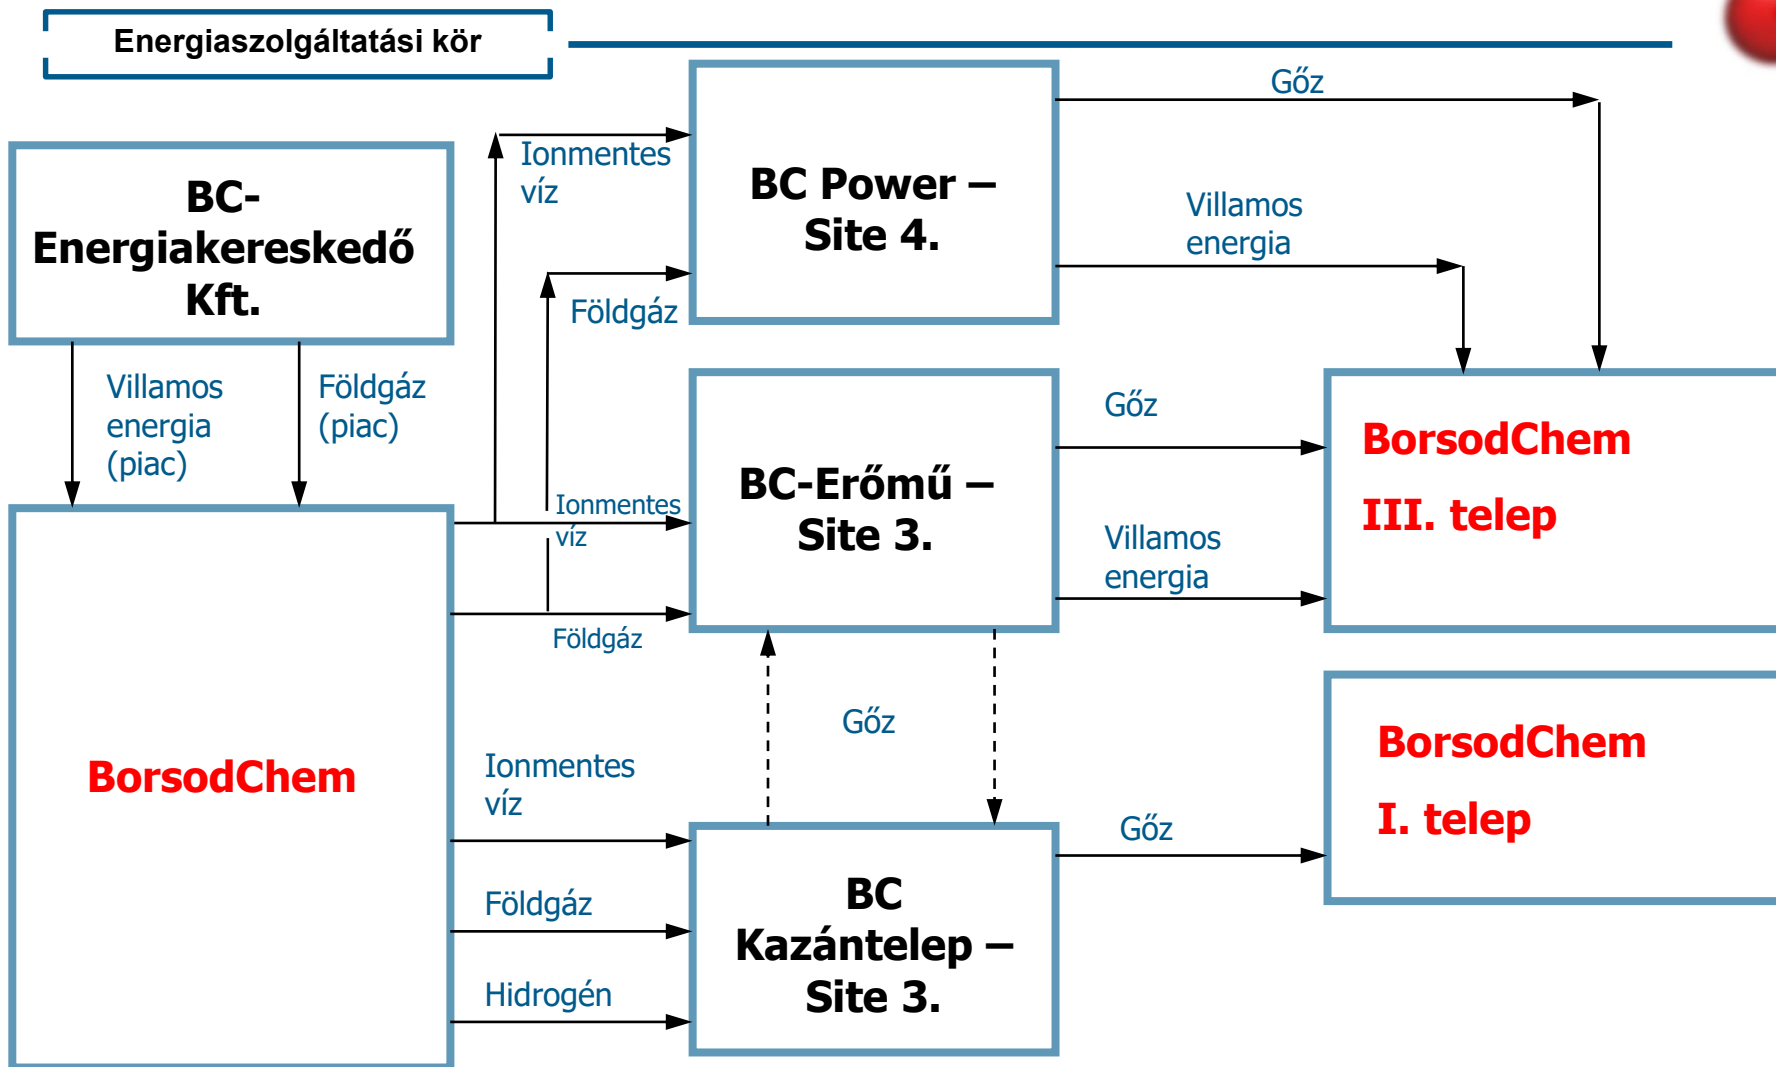 Energiaszolgáltatási kör
BC-
Energiakereskedő
Kft.
Villamos
energia
(piac)
Földgáz
(piac)
BorsodChem
Ionmentes
víz
Földgáz
Ionmentes
víz
Földgáz
Ionmentes
víz
Földgáz
Hidrogén
BC Power –
Site 4.
BC-Erőmű –
Site 3.
Gőz
BC
Kazántelep –
Site 3.
Gőz
Villamos
energia
Gőz
Villamos
energia
Gőz
BorsodChem
III. telep
BorsodChem
I. telep